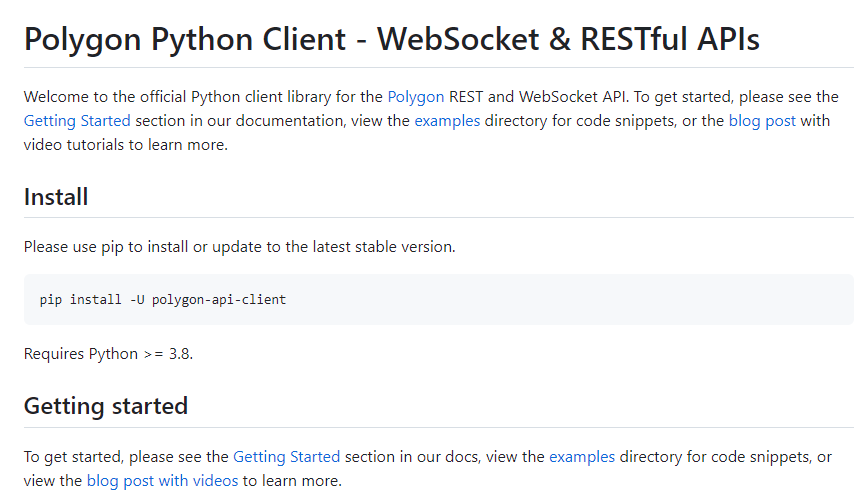 Polygon Python Client - WebSocket & RESTful APIs
Welcome to the official Python client library for the Polygon REST and WebSocket API. To get started, please see the
Getting Started section in our documentation, view the examples directory for code snippets, or the blog post with
video tutorials to learn more.
Install
Please use pip to install or update to the latest stable version.
pip install -U polygon-api-client
Requires Python >= 3.8.
Getting started
To get started, please see the Getting Started section in our docs, view the examples directory for code snippets, or
view the blog post with videos to learn more.